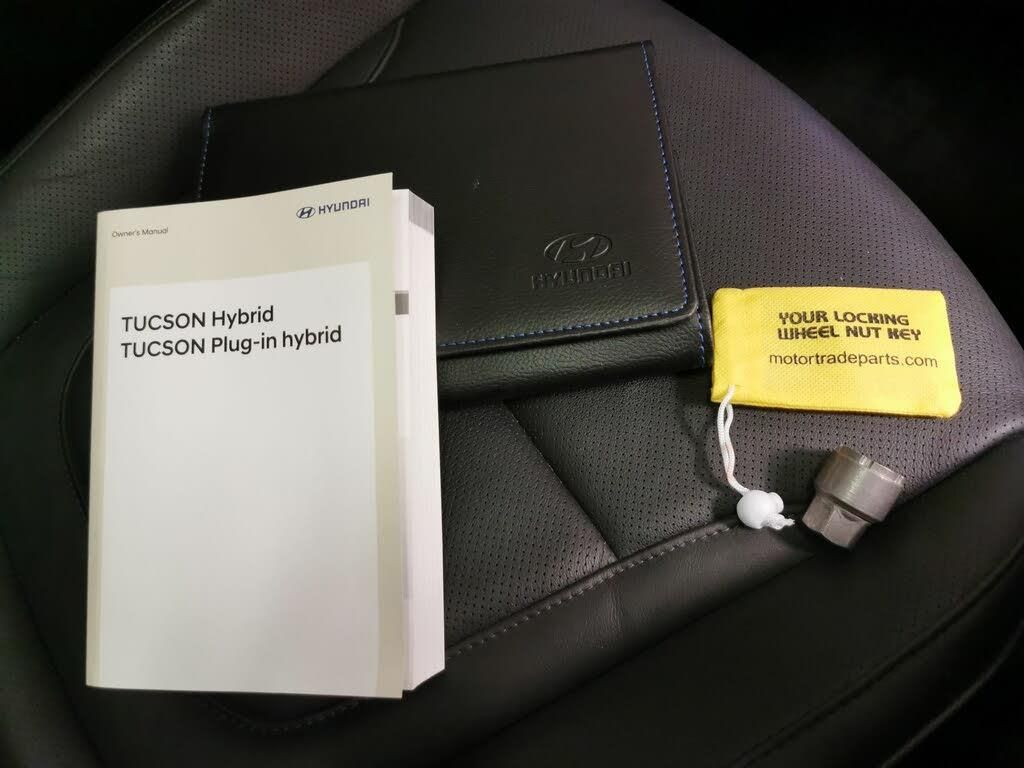 HYUNDAI
Owner's Manual
TUCSON Hybrid
TUCSON Plug-in hybrid
HYUNDAI
YOUR LOCKING
WHEEL NUT KEY
motortradeparts.com